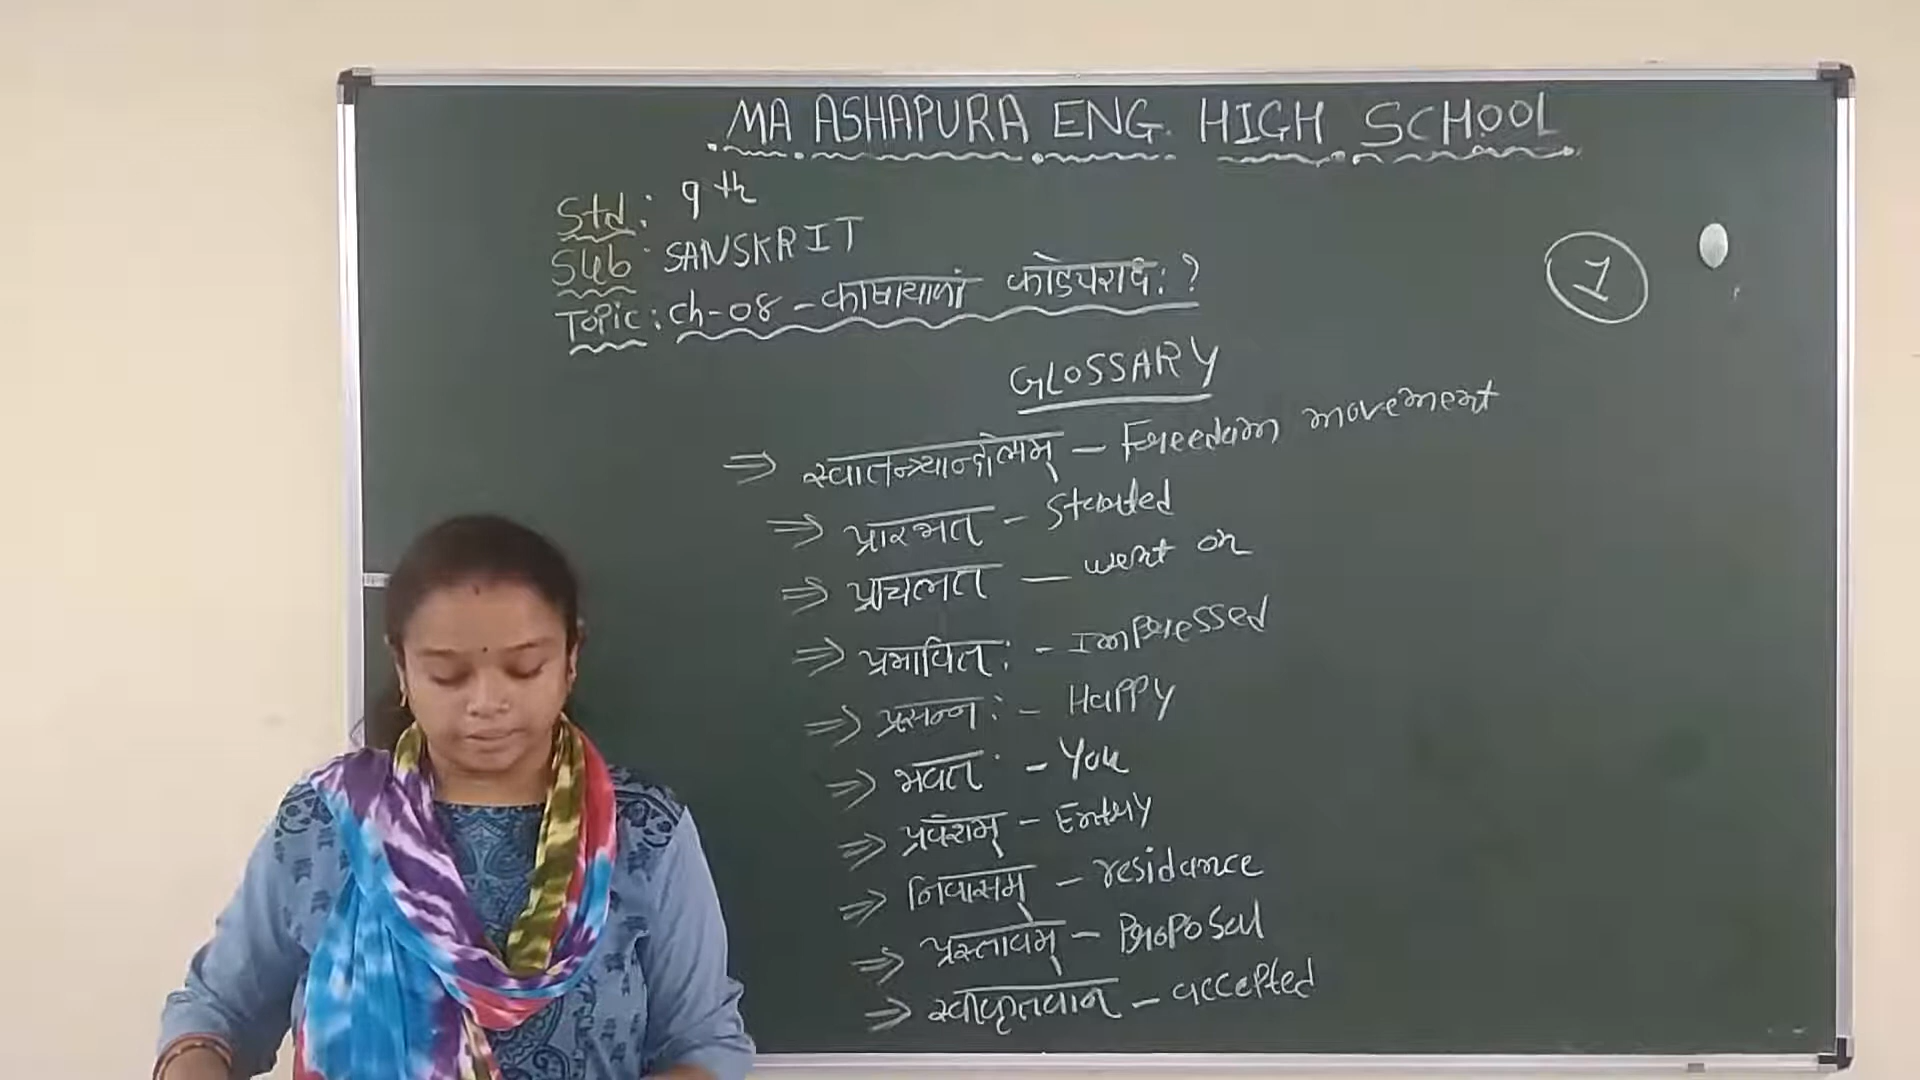 MA ASHAPURA ENG. HIGH SCHOOL
Std: 9th
Sub: SANSKRIT
Topic: ch-08 - काषायाणां कोऽपराधः?
1
GLOSSARY
⇒ स्वातन्त्र्यान्दोलनम् - Freedom movement
⇒ प्रारभत - Started
⇒ प्राचलत - went on
⇒ प्रभावितः - Impressed
⇒ प्रसन्नः - Happy
⇒ भवतः - You
⇒ प्रवेशम् - Entry
⇒ निवासम् - residance
⇒ प्रस्तावम् - Proposal
⇒ स्वीकृतवान् - accepted